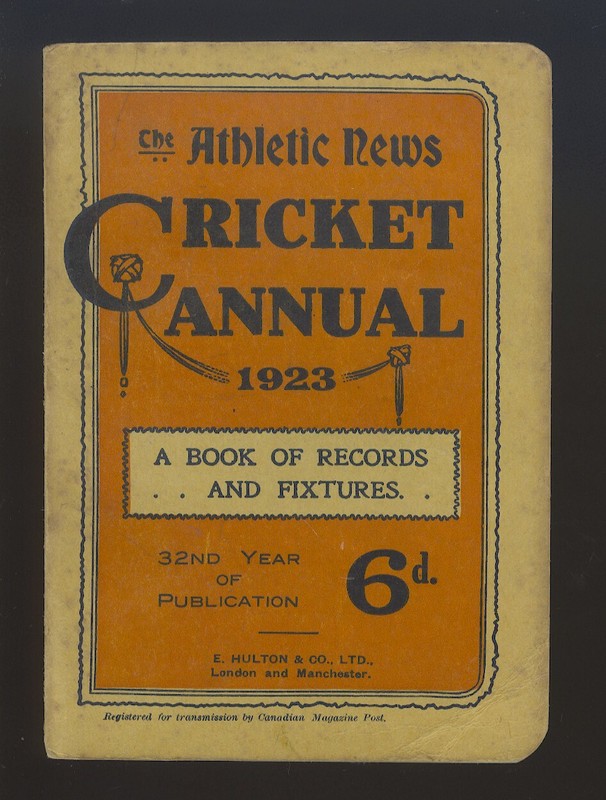 The Athletic News
CRICKET
ANNUAL
1923
A BOOK OF RECORDS
. . AND FIXTURES. .
32ND YEAR
OF
PUBLICATION
6d.
E. HULTON & CO., LTD.,
London and Manchester.
Registered for transmission by Canadian Magazine Post.